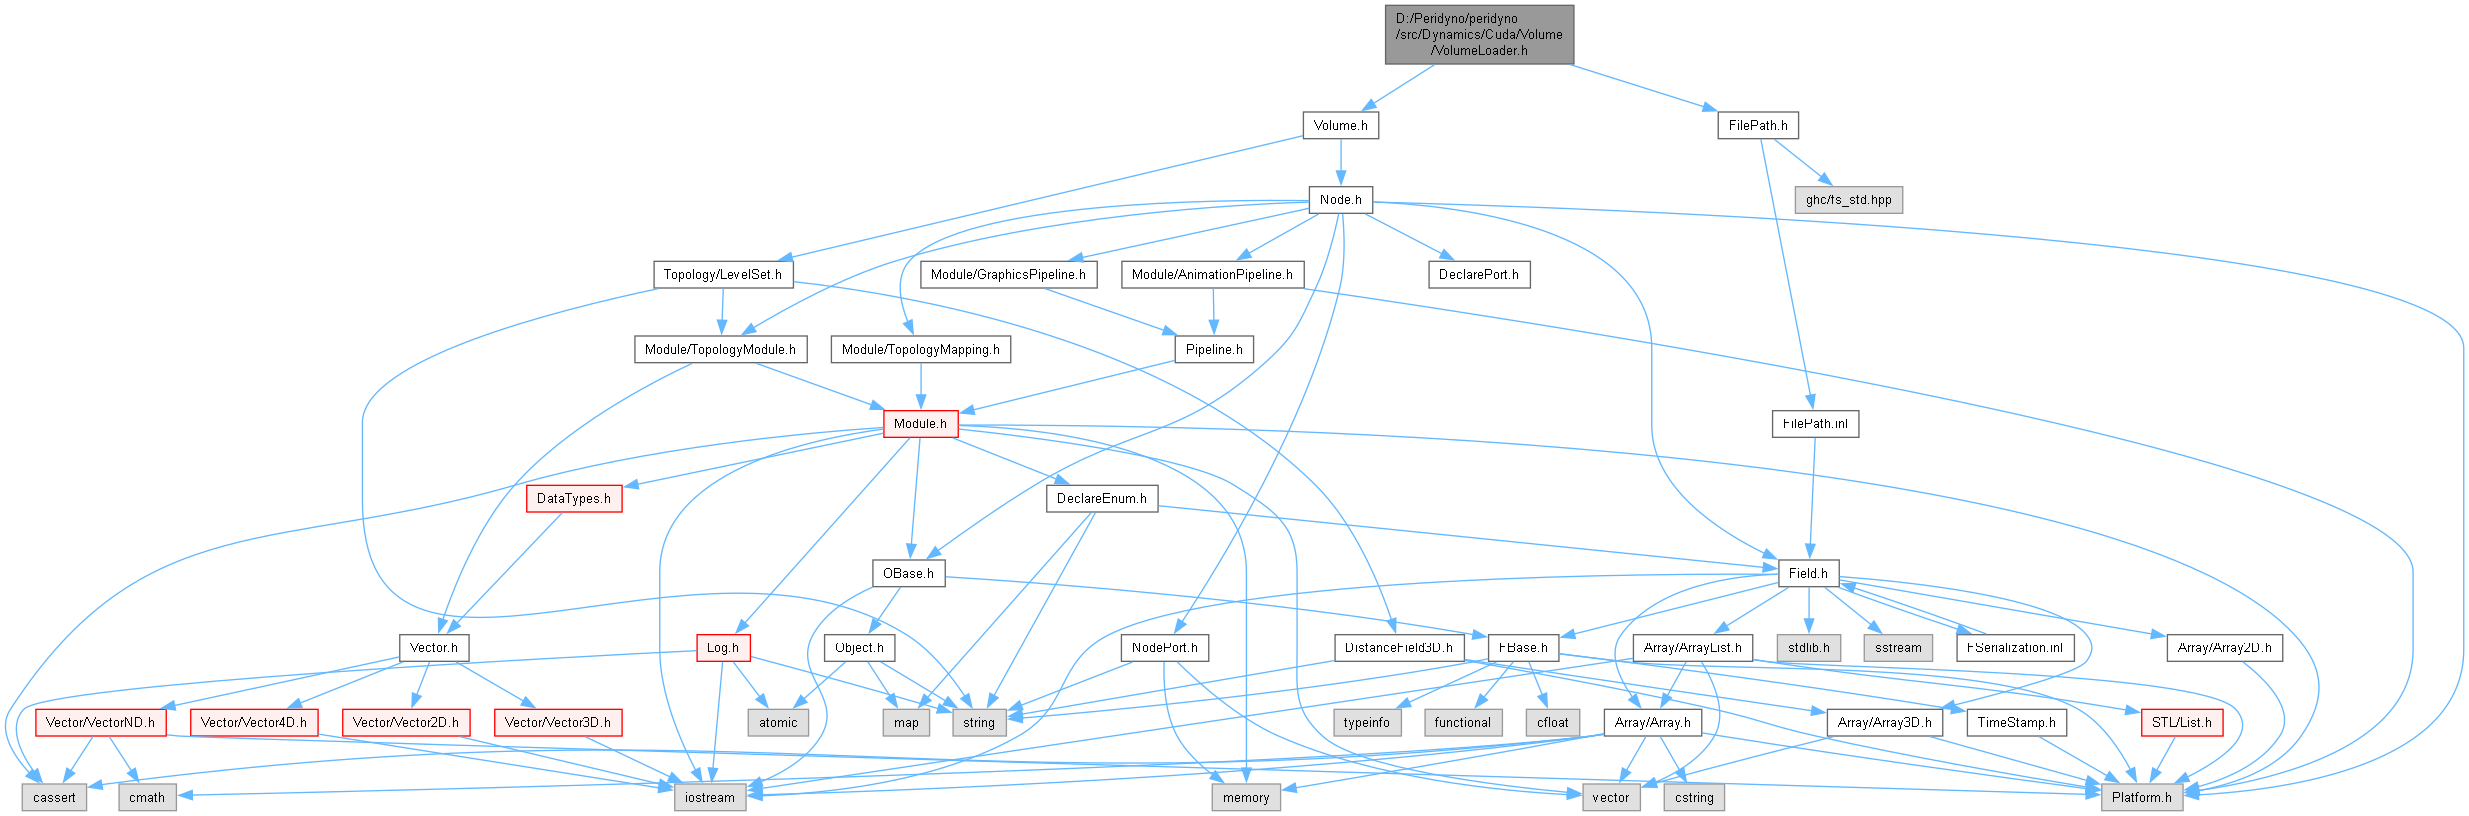 D:/Peridyno/peridyno
/src/Dynamics/Cuda/Volume
/VolumeLoader.h
Volume.h
FilePath.h
Node.h
ghc/fs_std.hpp
Topology/LevelSet.h
Module/GraphicsPipeline.h
Module/AnimationPipeline.h
DeclarePort.h
Module/TopologyModule.h
Module/TopologyMapping.h
Pipeline.h
Module.h
FilePath.inl
DataTypes.h
DeclareEnum.h
OBase.h
Field.h
Vector.h
Log.h
Object.h
NodePort.h
DistanceField3D.h
FBase.h
Array/ArrayList.h
stdlib.h
sstream
FSerialization.inl
Array/Array2D.h
Vector/VectorND.h
Vector/Vector4D.h
Vector/Vector2D.h
Vector/Vector3D.h
atomic
map
string
typeinfo
functional
cfloat
Array/Array.h
Array/Array3D.h
TimeStamp.h
STL/List.h
cassert
cmath
iostream
memory
vector
cstring
Platform.h